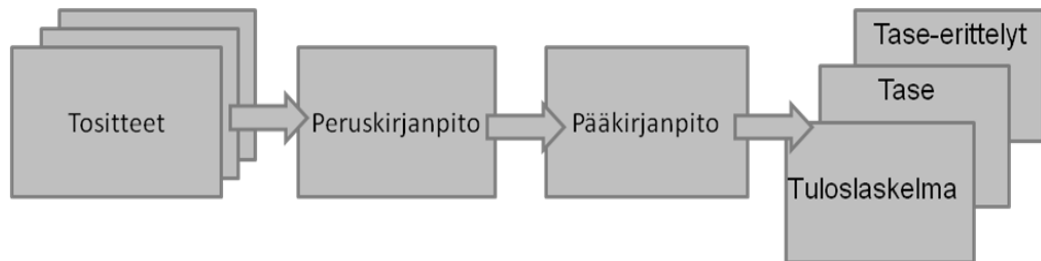 Tositteet
Peruskirjanpito
Pääkirjanpito
Tase-erittelyt
Tase
Tuloslaskelma